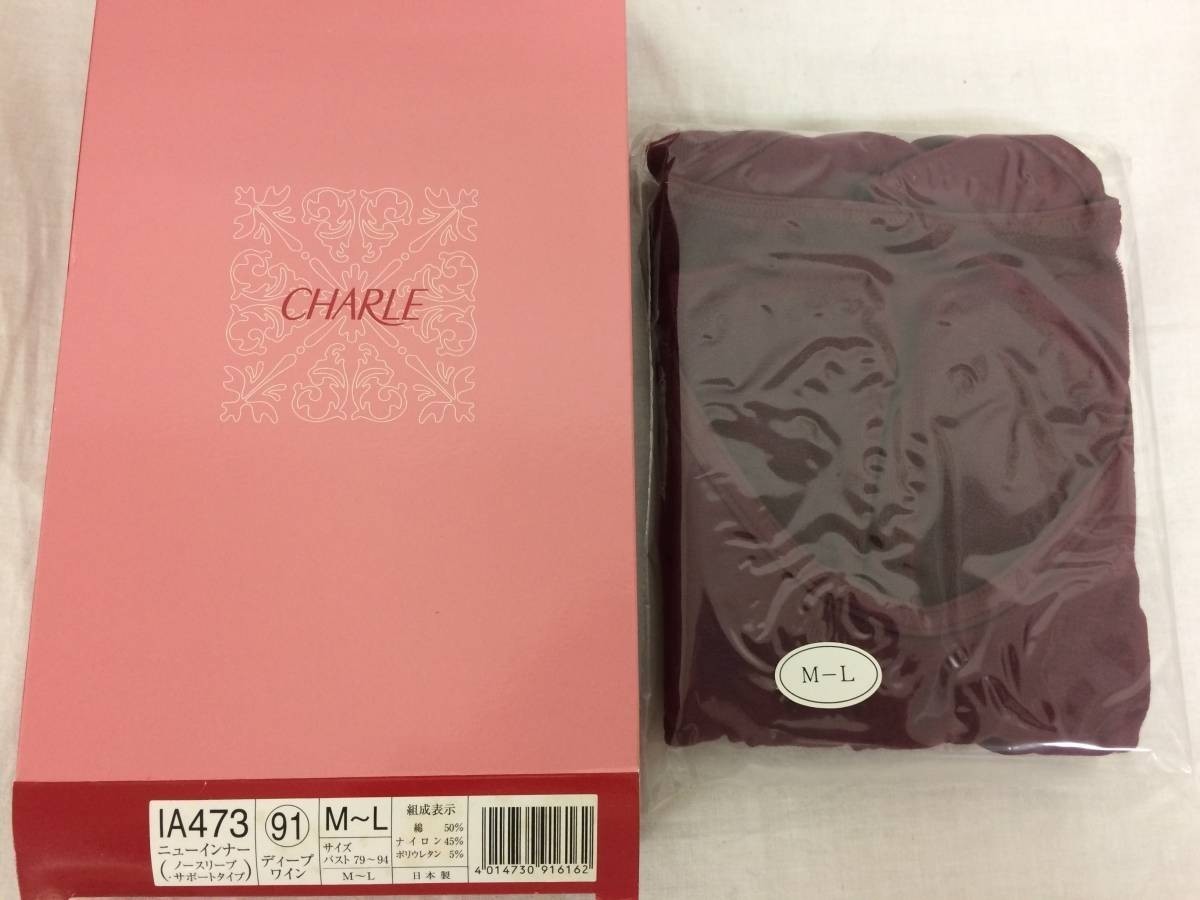 CHARLE
M-L
IA473
ニューインナー
(ノースリーブ
・サポートタイプ)
91
ディープ
ワイン
M～L
サイズ
バスト 79～94
M～L
組成表示
綿 50%
ナイロン 45%
ポリウレタン 5%
日本製
4 014730 916162